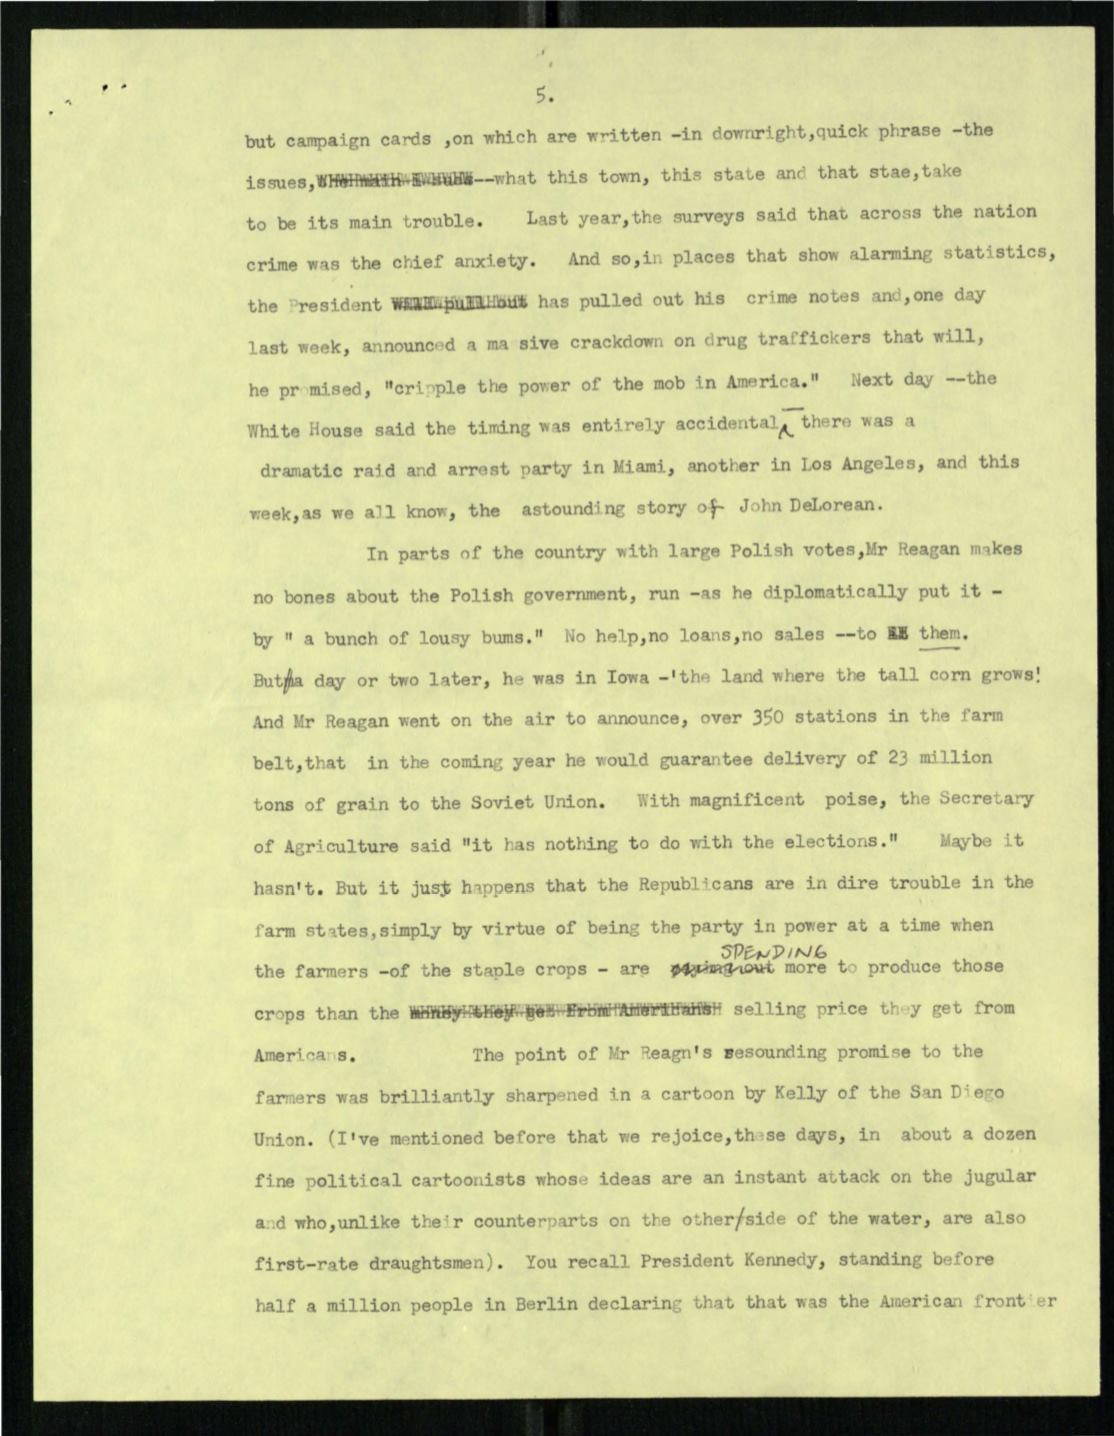 5.
but campaign cards ,on which are written -in downright,quick phrase -the
issues,--what this town, this state and that stae,take
to be its main trouble. Last year,the surveys said that across the nation
crime was the chief anxiety. And so,in places that show alarming statistics,
the President will pull out has pulled out his crime notes and,one day
last week, announced a ma sive crackdown on drug traffickers that will,
he promised, "cripple the power of the mob in America." Next day --the
White House said the timing was entirely accidental — there was a
dramatic raid and arrest party in Miami, another in Los Angeles, and this
week,as we all know, the astounding story of John DeLorean.
In parts of the country with large Polish votes,Mr Reagan makes
no bones about the Polish government, run -as he diplomatically put it -
by " a bunch of lousy bums." No help,no loans,no sales --to them.
But a day or two later, he was in Iowa -'the land where the tall corn grows!
And Mr Reagan went on the air to announce, over 350 stations in the farm
belt,that in the coming year he would guarantee delivery of 23 million
tons of grain to the Soviet Union. With magnificent poise, the Secretary
of Agriculture said "it has nothing to do with the elections." Maybe it
hasn't. But it just happens that the Republicans are in dire trouble in the
farm states,simply by virtue of being the party in power at a time when
SPENDING
the farmers -of the staple crops - are more to produce those
crops than the money they get from Americans selling price they get from
Americans. The point of Mr Reagn's resounding promise to the
farmers was brilliantly sharpened in a cartoon by Kelly of the San Diego
Union. (I've mentioned before that we rejoice,these days, in about a dozen
fine political cartoonists whose ideas are an instant attack on the jugular
and who,unlike their counterparts on the other/side of the water, are also
first-rate draughtsmen). You recall President Kennedy, standing before
half a million people in Berlin declaring that that was the American frontier